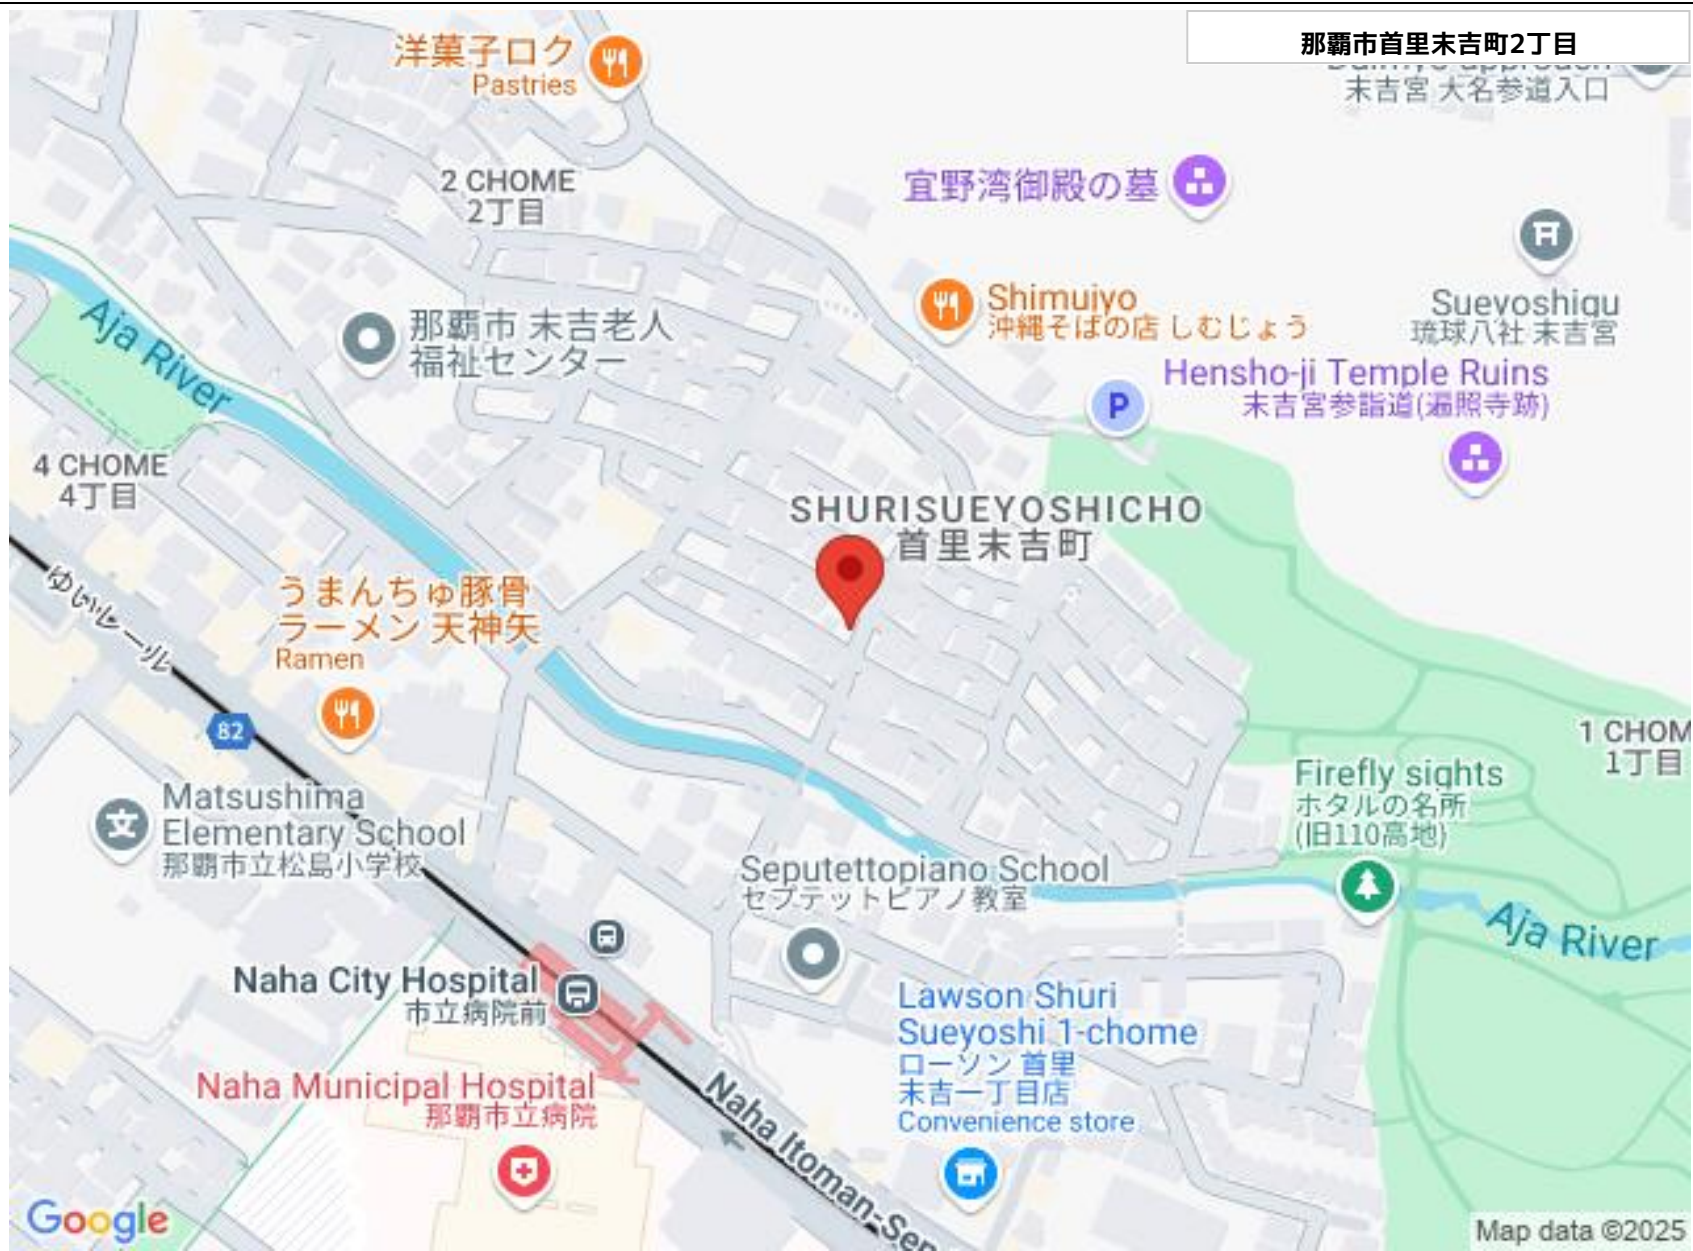 那覇市首里末吉町2丁目
洋菓子ロク
Pastries
末吉宮 大名参道入口
2 CHOME
2丁目
宜野湾御殿の墓
Shimuiyo
沖縄そばの店 しむじょう
Sueyoshigu
琉球八社 末吉宮
那覇市 末吉老人
福祉センター
Aja River
Hensho-ji Temple Ruins
末吉宮参詣道(遍照寺跡)
P
4 CHOME
4丁目
SHURISUEYOSHICHO
首里末吉町
ゆいレール
うまんちゅ豚骨
ラーメン 天神矢
Ramen
82
1 CHOM
1丁目
Firefly sights
ホタルの名所
(旧110高地)
文
Matsushima
Elementary School
那覇市立松島小学校
Seputettopiano School
セプテットピアノ教室
Aja River
Naha City Hospital
市立病院前
Lawson Shuri
Sueyoshi 1-chome
ローソン 首里
末吉一丁目店
Convenience store
Naha Municipal Hospital
那覇市立病院
Naha Itoman-Sen
Google
Map data ©2025